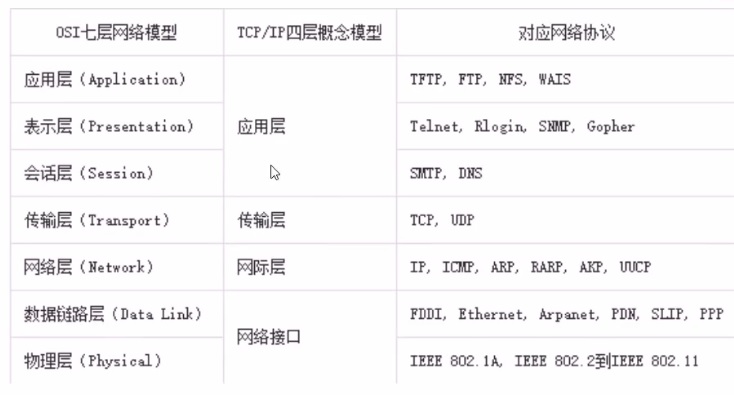 OSI七层网络模型 TCP/IP四层概念模型 对应网络协议
应用层（Application） TFTP, FTP, NFS, WAIS
表示层（Presentation） 应用层 Telnet, Rlogin, SNMP, Gopher
会话层（Session） SMTP, DNS
传输层（Transport） 传输层 TCP, UDP
网络层（Network） 网际层 IP, ICMP, ARP, RARP, AKP, UUCP
数据链路层（Data Link） FDDI, Ethernet, Arpanet, PDN, SLIP, PPP
网络接口
物理层（Physical） IEEE 802.1A, IEEE 802.2到IEEE 802.11